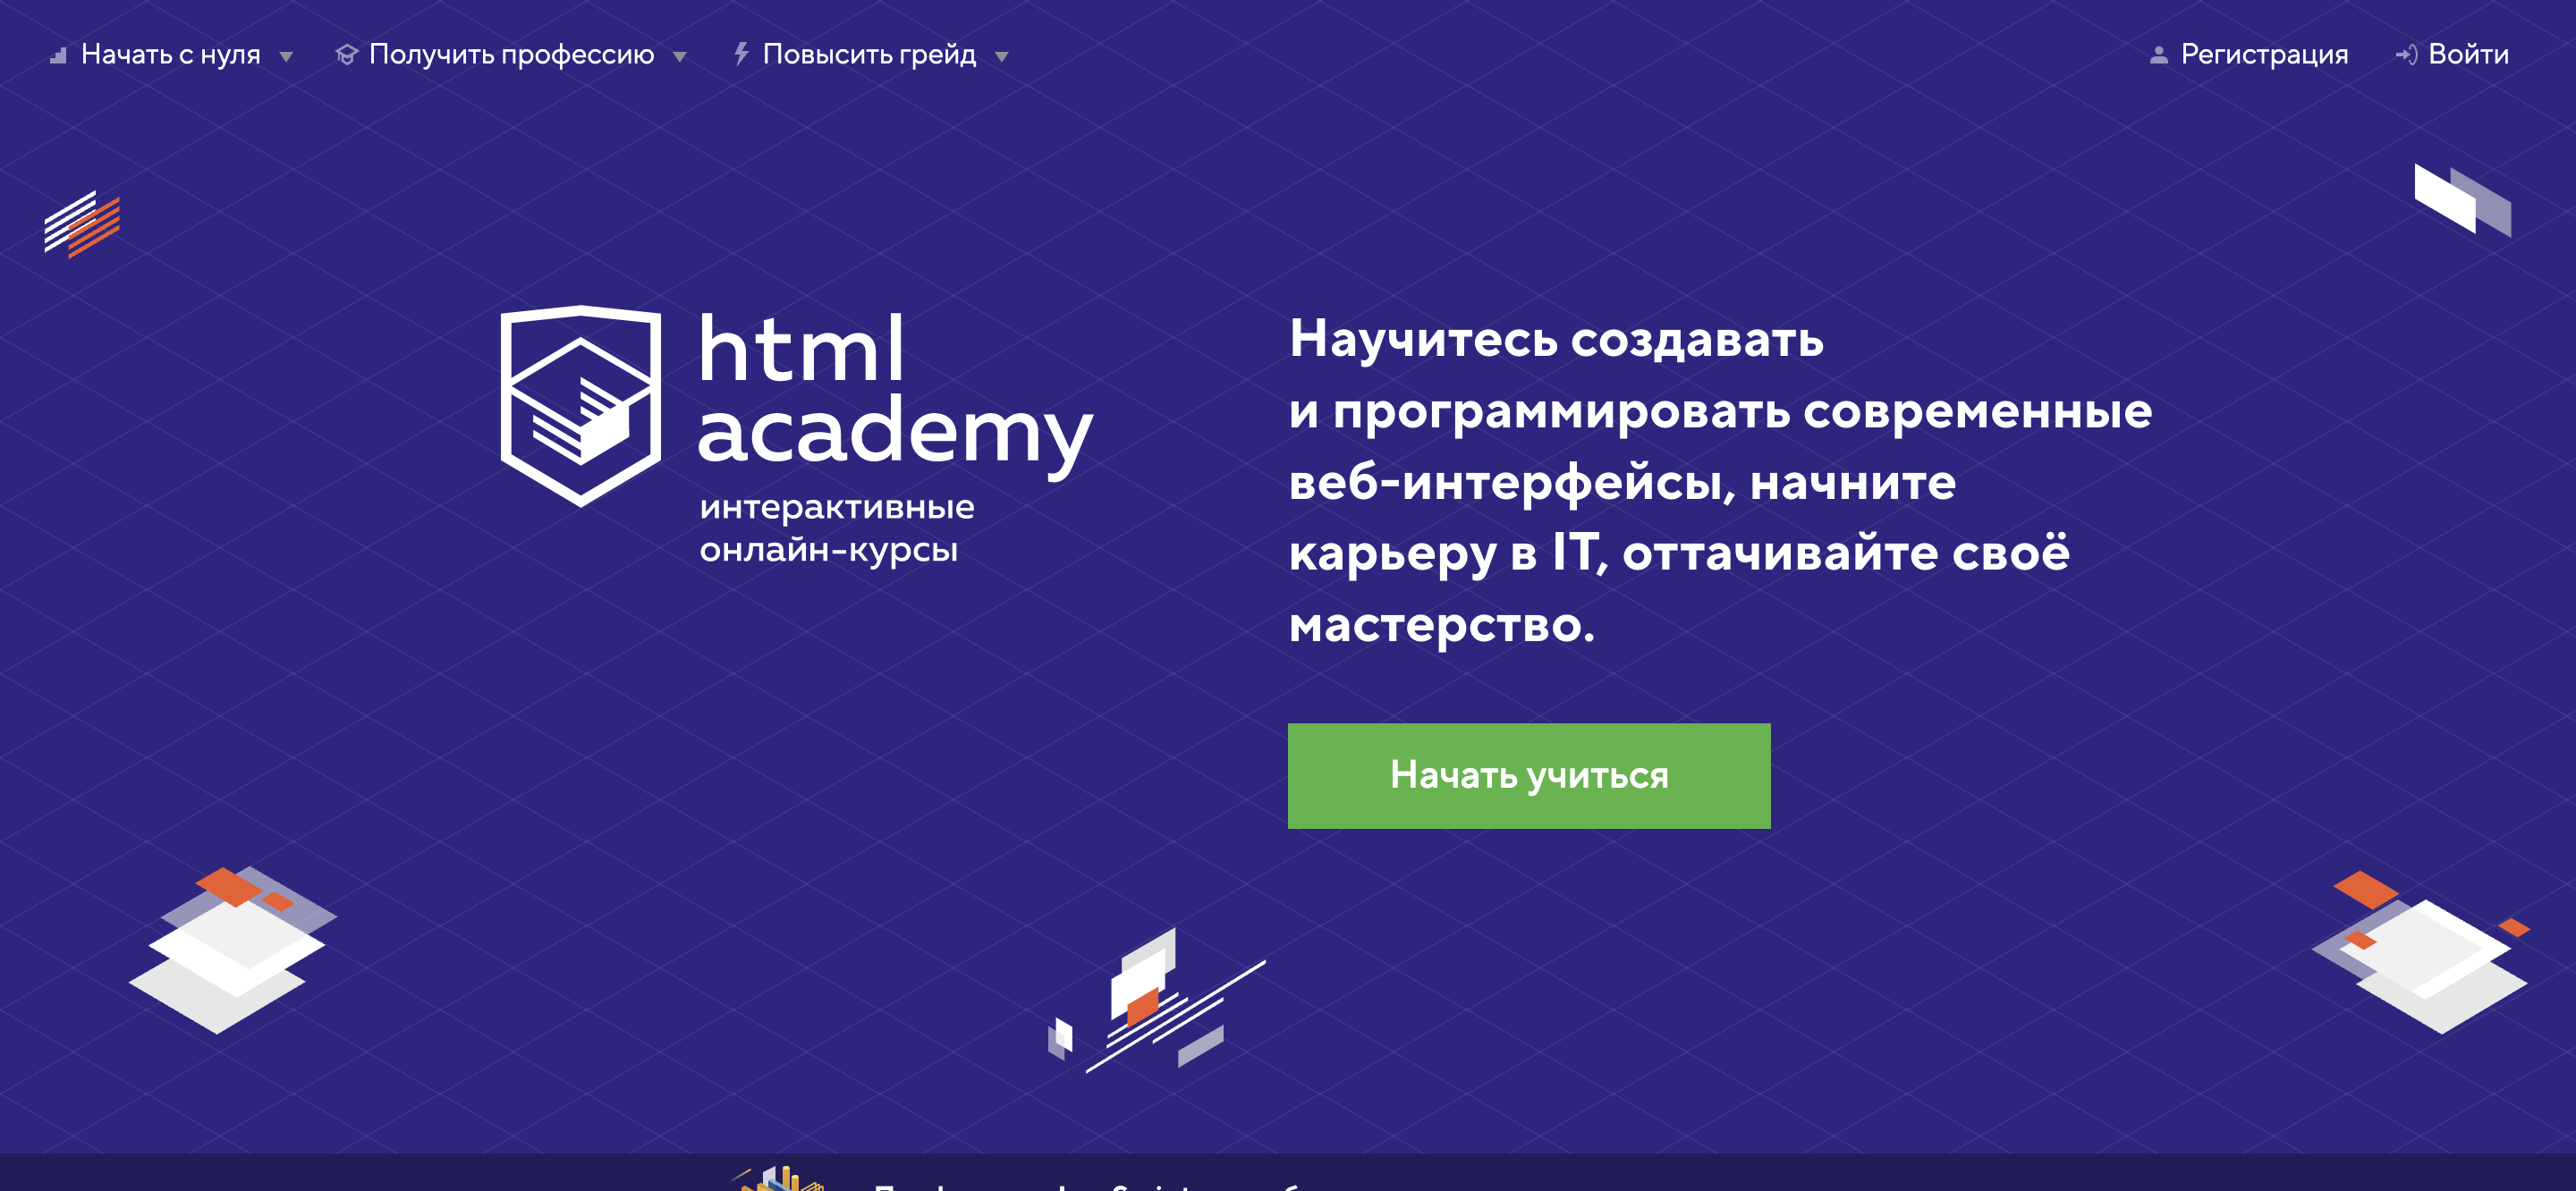 Начать с нуля
Получить профессию
Повысить грейд
Регистрация
Войти
html
academy
интерактивные
онлайн-курсы
Научитесь создавать
и программировать современные
веб-интерфейсы, начните
карьеру в IT, оттачивайте своё
мастерство.
Начать учиться